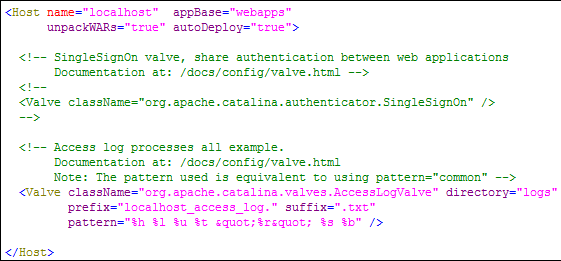 <Host name="localhost"  appBase="webapps"
      unpackWARs="true" autoDeploy="true">
  <!-- SingleSignOn valve, share authentication between web applications
       Documentation at: /docs/config/valve.html -->
  <!--
  <Valve className="org.apache.catalina.authenticator.SingleSignOn" />
  -->
  <!-- Access log processes all example.
       Documentation at: /docs/config/valve.html
       Note: The pattern used is equivalent to using pattern="common" -->
  <Valve className="org.apache.catalina.valves.AccessLogValve" directory="logs"
         prefix="localhost_access_log." suffix=".txt"
         pattern="%h %l %u %t &quot;%r&quot; %s %b" />
</Host>